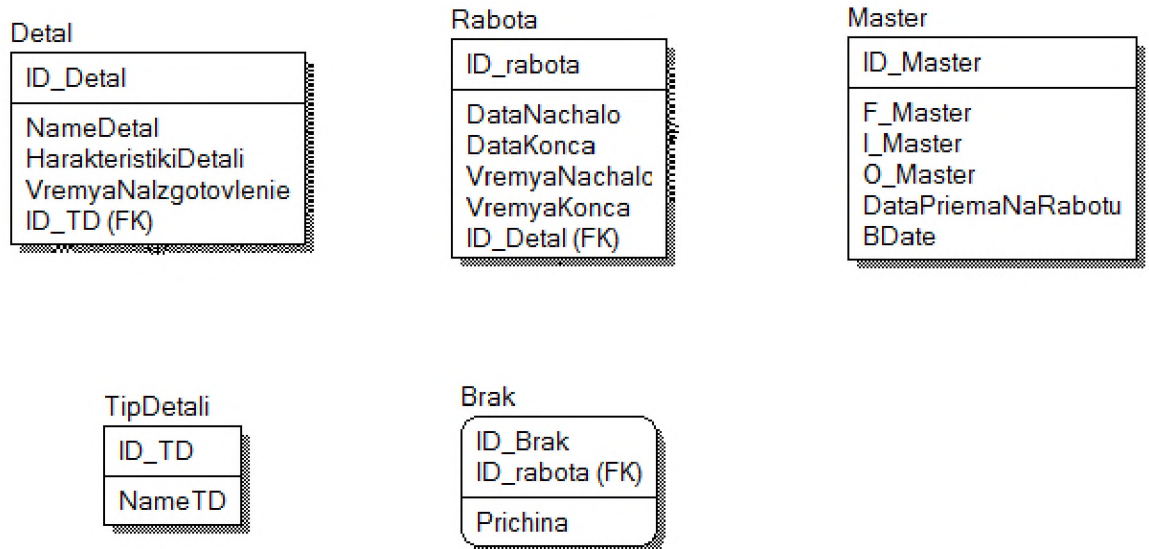 Detal
ID_Detal
NameDetal
HarakteristikiDetali
VremyaNaIzgotovlenie
ID_TD (FK)
Rabota
ID_rabota
DataNachalo
DataKonca
VremyaNachalo
VremyaKonca
ID_Detal (FK)
Master
ID_Master
F_Master
I_Master
O_Master
DataPriemaNaRabotu
BDate
TipDetali
ID_TD
NameTD
Brak
ID_Brak
ID_rabota (FK)
Prichina